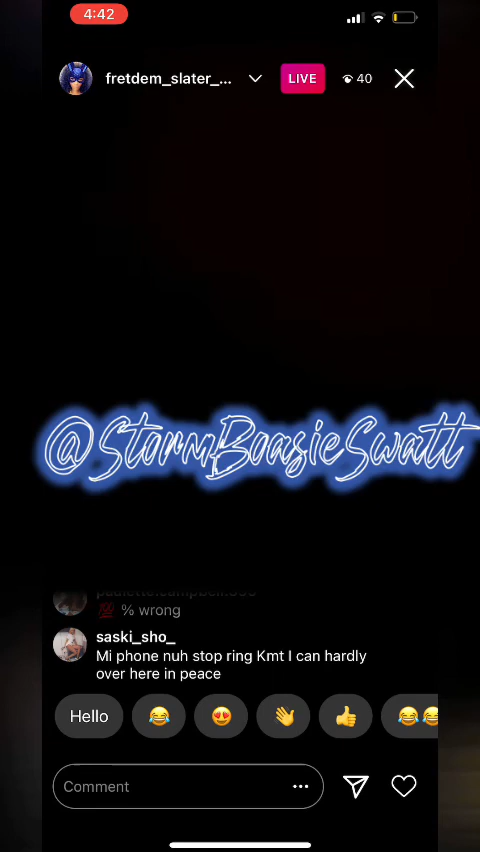 4:42
fretdem_slater_...
LIVE
40
@StormBoasieSwatt
💯 % wrong
saski_sho_
Mi phone nuh stop ring Kmt I can hardly
over here in peace
Hello
Comment